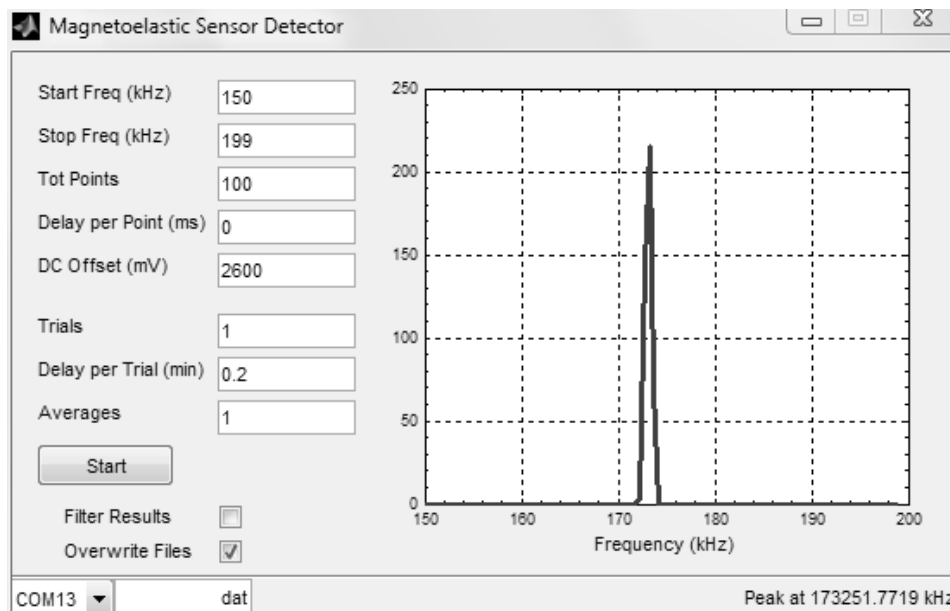 Magnetoelastic Sensor Detector
Start Freq (kHz) 150
Stop Freq (kHz) 199
Tot Points 100
Delay per Point (ms) 0
DC Offset (mV) 2600
Trials 1
Delay per Trial (min) 0.2
Averages 1
Start
Filter Results
Overwrite Files
250
200
150
100
50
0
150 160 170 180 190 200
Frequency (kHz)
COM13 dat Peak at 173251.7719 kHz